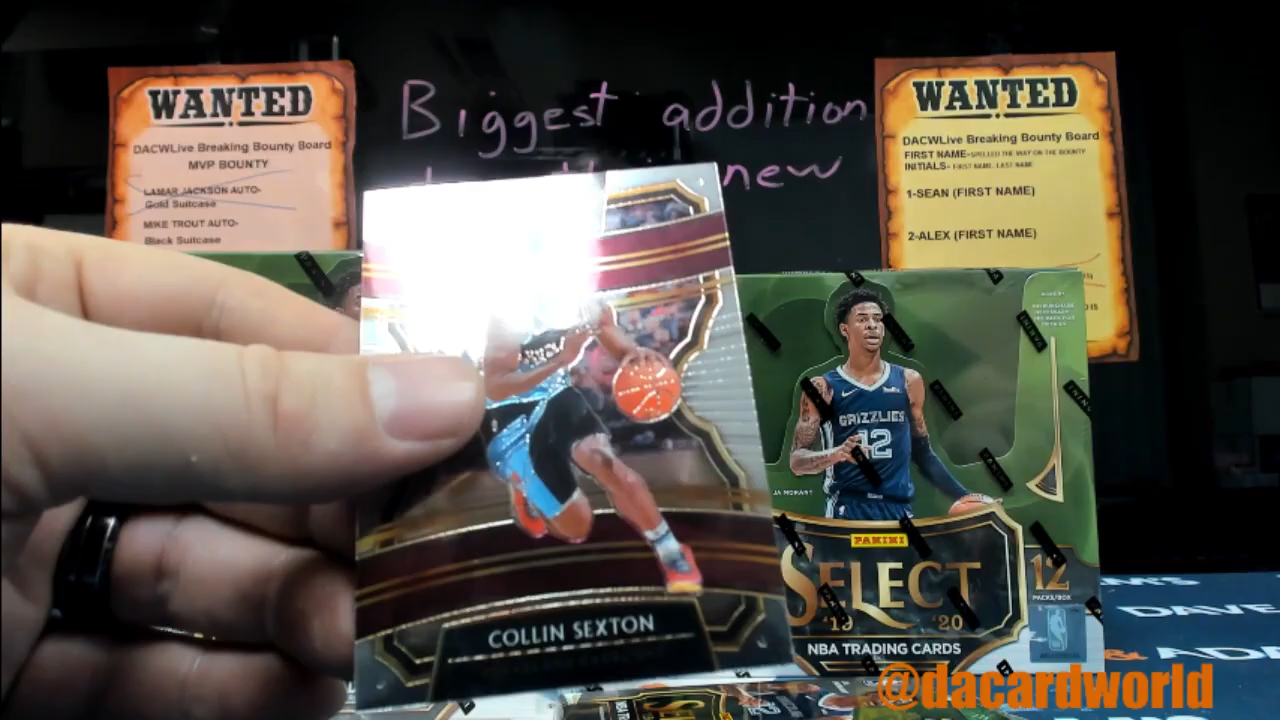 WANTED
DACWLive Breaking Bounty Board
MVP BOUNTY
LAMAR JACKSON AUTO-
Gold Suitcase
MIKE TROUT AUTO-
Black Suitcase
Biggest addition
new
WANTED
DACWLive Breaking Bounty Board
FIRST NAME-SPELLED THE WAY ON THE BOUNTY
INITIALS- FIRST NAME, LAST NAME
1-SEAN (FIRST NAME)
2-ALEX (FIRST NAME)
COLLIN SEXTON
GRIZZLIES
12
JA MORANT
PANINI
SELECT
'19 '20
NBA TRADING CARDS
12
PACKS/BOX
DAVE
@dacardworld
SELECT